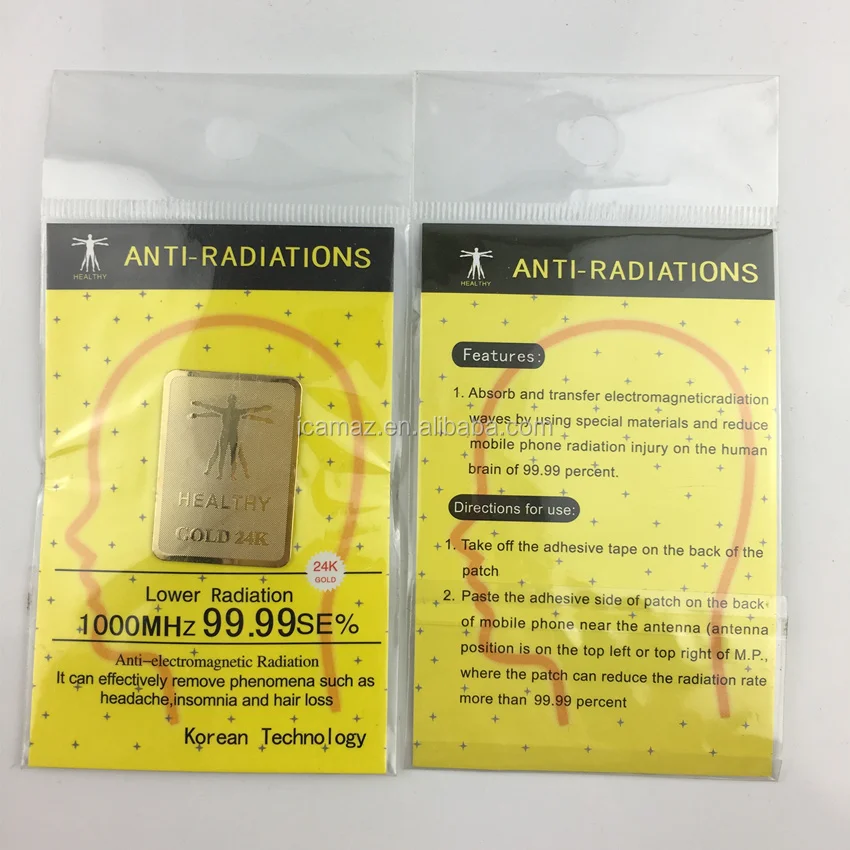 HEALTHY
ANTI-RADIATIONS
HEALTHY
GOLD 24K
24K
GOLD
Lower Radiation
1000MHz 99.99SE%
Anti-electromagnetic Radiation
It can effectively remove phenomena such as
headache,insomnia and hair loss
Korean Technology
HEALTHY
ANTI-RADIATIONS
Features:
1. Absorb and transfer electromagneticradiation
waves by using special materials and reduce
mobile phone radiation injury on the human
brain of 99.99 percent.
Directions for use:
1. Take off the adhesive tape on the back of the
patch
2. Paste the adhesive side of patch on the back
of mobile phone near the antenna (antenna
position is on the top left or top right of M.P.,
where the patch can reduce the radiation rate
more than 99.99 percent
icamaz.en.alibaba.com